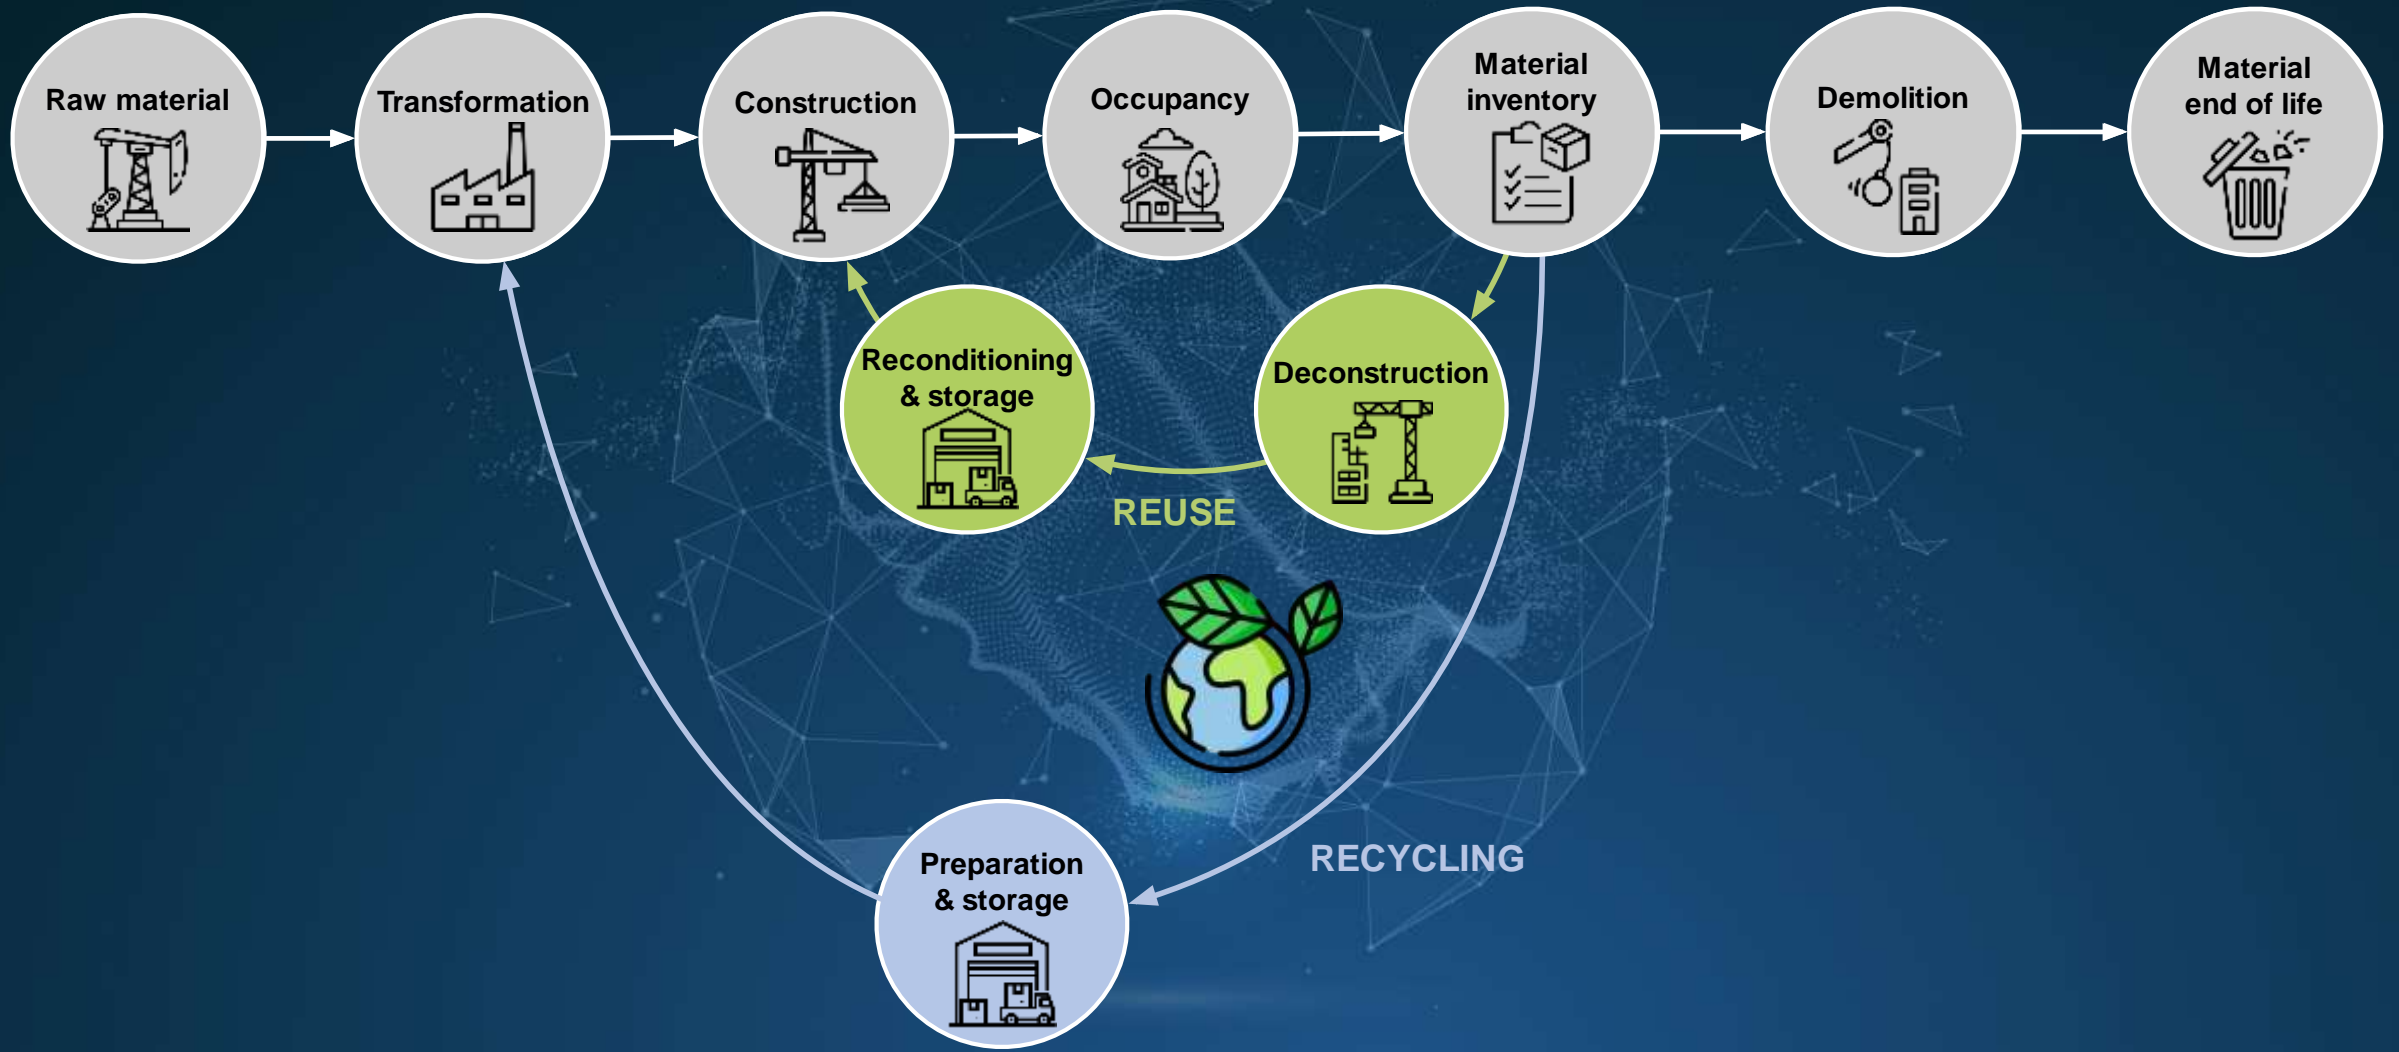 Raw material
Transformation
Construction
Occupancy
Material
inventory
Demolition
Material
end of life
Reconditioning
& storage
Deconstruction
REUSE
RECYCLING
Preparation
& storage